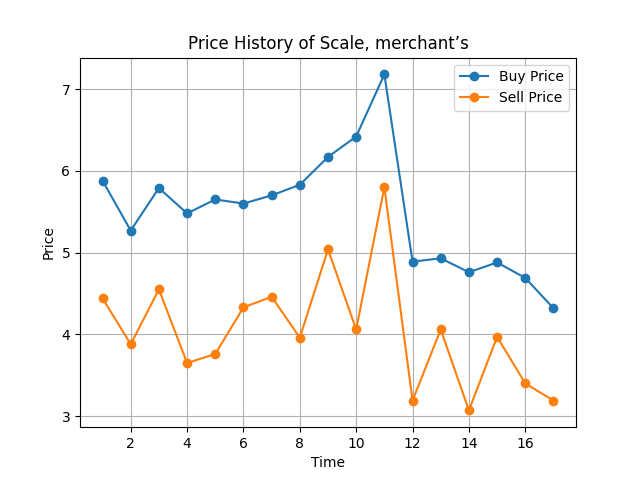 Price History of Scale, merchant’s
Buy Price
Sell Price
7
6
5
4
3
Price
2 4 6 8 10 12 14 16
Time